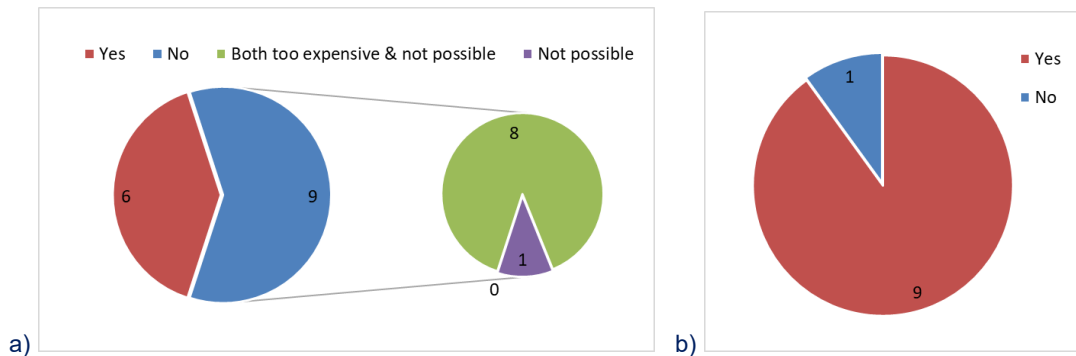 Yes No Both too expensive & not possible Not possible
6
9
8
1
0
a)
Yes
No
1
9
b)